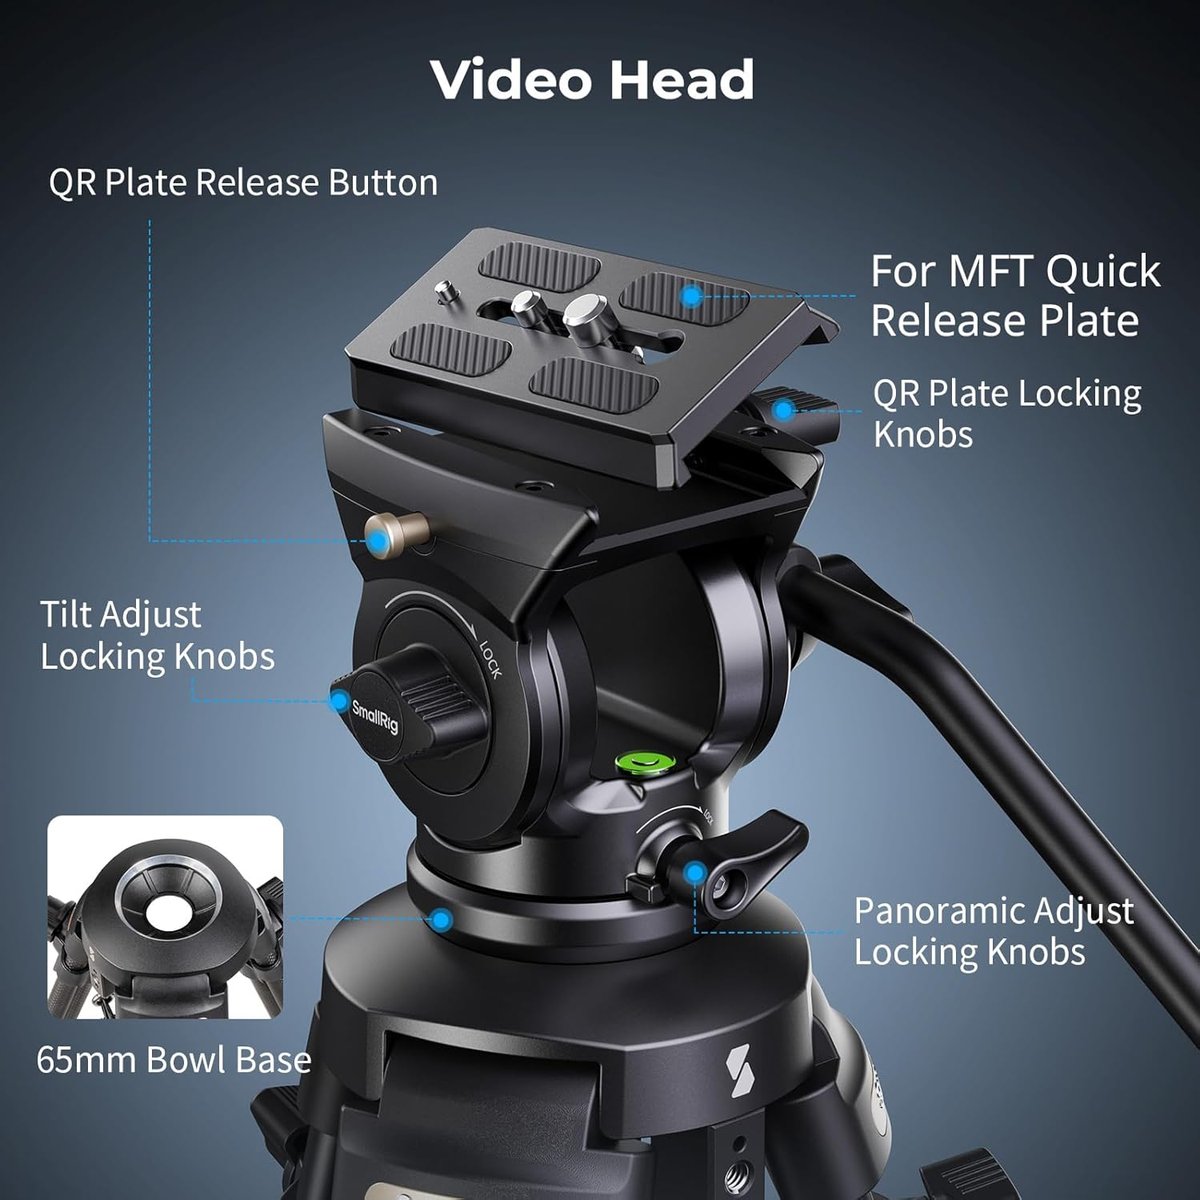 Video Head
QR Plate Release Button
For MFT Quick
Release Plate
QR Plate Locking
Knobs
Tilt Adjust
Locking Knobs
LOCK
SmallRig
LOCK
Panoramic Adjust
Locking Knobs
65mm Bowl Base